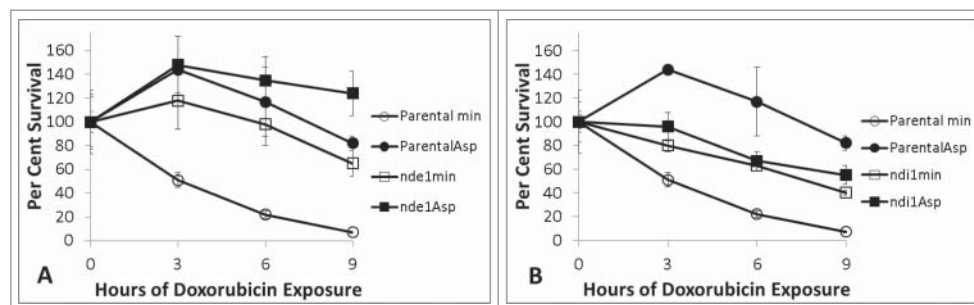 160
140
120
100
80
60
40
20
0
Per Cent Survival
0 3 6 9
Hours of Doxorubicin Exposure
A
Parental min
ParentalAsp
nde1min
nde1Asp
160
140
120
100
80
60
40
20
0
Per Cent Survival
0 3 6 9
Hours of Doxorubicin Exposure
B
Parental min
ParentalAsp
ndi1min
ndi1Asp